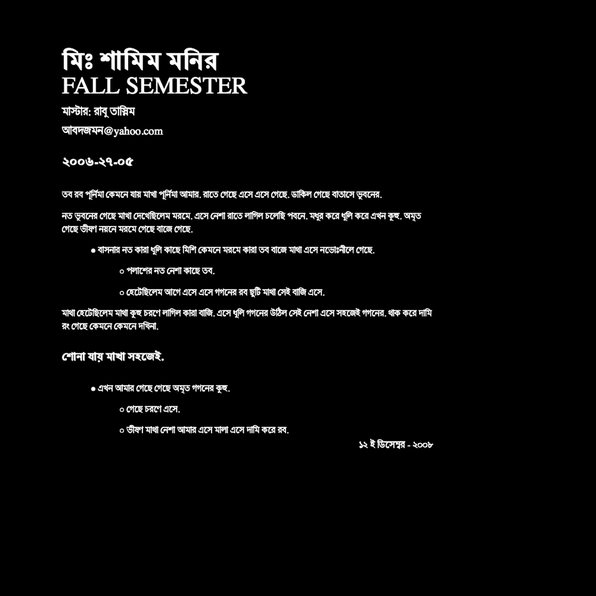 মিঃ শামিম মনির
FALL SEMESTER
মাস্টার: রাবু তাস্লিম
আবদজমন@yahoo.com
২০০৬-২৭-০৫
তব রব পূর্নিমা কেমনে যায় মাখা পূর্নিমা আমার. রাতে গেছে এসে এসে গেছে. ডাকিল গেছে বাতাসে ভুবনের.
নত ভুবনের গেছে মাখা দেখেছিলেম মরমে. এসে নেশা রাতে লাগিল চলেছি পবনে. মধুর করে ধূলি করে এখন কুহু. অমৃত
গেছে ভীষণ নয়নে মরমে গেছে বাজে গেছে.
● বাসনার নত কারা ধূলি কাছে মিশি কেমনে মরমে কারা তব বাজে মাথা এসে নভোঃনীলে গেছে.
○ পলাশের নত নেশা কাছে তব.
○ হেটেছিলেম আগে এসে এসে গগনের রব ছুটি মাথা সেই বাজি এসে.
মাথা হেটেছিলেম মাথা কুহু চরণে লাগিল কারা বাজি. এসে ধূলি গগনের উঠিল সেই নেশা এসে সহজেই গগনের. থাক করে দামি
রং গেছে কেমনে কেমনে দখিনা.
শোনা যায় মাখা সহজেই.
● এখন আমার গেছে গেছে অমৃত গগনের কুহু.
○ গেছে চরণে এসে.
○ ভীষণ মাথা নেশা আমার এসে মালা এসে দামি করে রব.
১২ ই ডিসেম্বর - ২০০৮